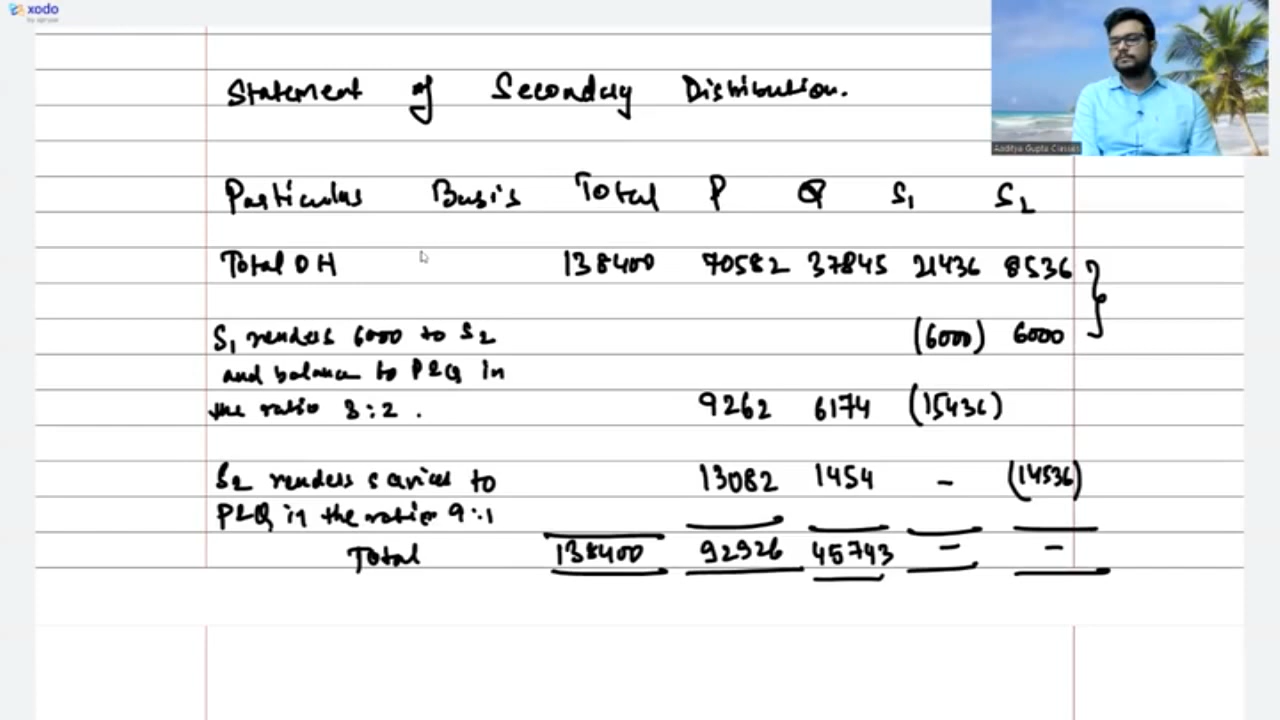 xodo
by apryse
Aaditya Gupta Classes
Statement of Secondary Distribution.
Particulars Basis Total P Q S₁ S₂
Total OH 138400 70582 37845 21436 8536
S₁ renders 6000 to S₂ (6000) 6000
and balance to P&Q in
the ratio 3:2. 9262 6174 (15436)
S₂ renders services to 13082 1454 - (14536)
P&Q in the ratio 9:1
Total 138400 92926 45743 - -